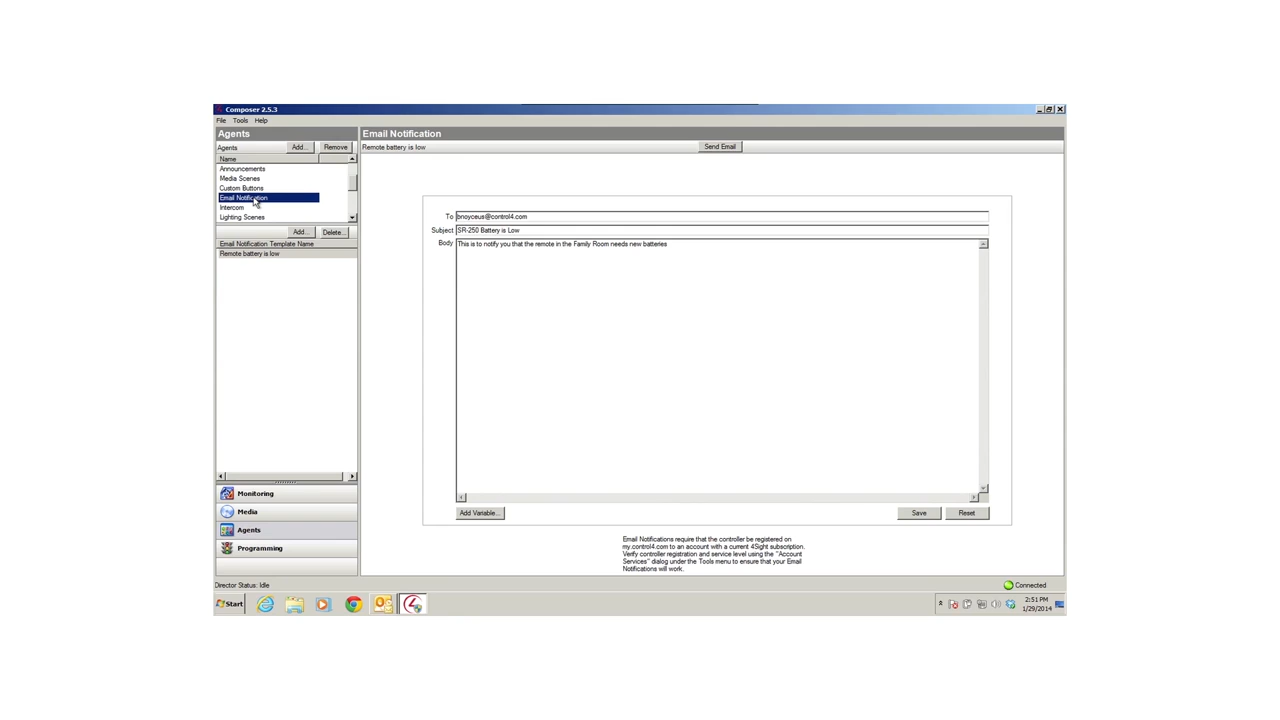 Composer 2.5.3
File Tools Help
Agents
Email Notification
Agents Add... Remove
Remote battery is low Send Email
Name
Announcements
Media Scenes
Custom Buttons
Email Notification
Intercom
Lighting Scenes
Add... Delete...
Email Notification Template Name
Remote battery is low
To bnoyceus@control4.com
Subject SR-250 Battery is Low
Body This is to notify you that the remote in the Family Room needs new batteries
Add Variable... Save Reset
Email Notifications require that the controller be registered on
my.control4.com to an account with a current 4Sight subscription.
Verify controller registration and service level using the "Account
Services" dialog under the Tools menu to ensure that your Email
Notifications will work.
Monitoring
Media
Agents
Programming
Director Status: Idle
Connected
Start
2:51 PM
1/29/2014